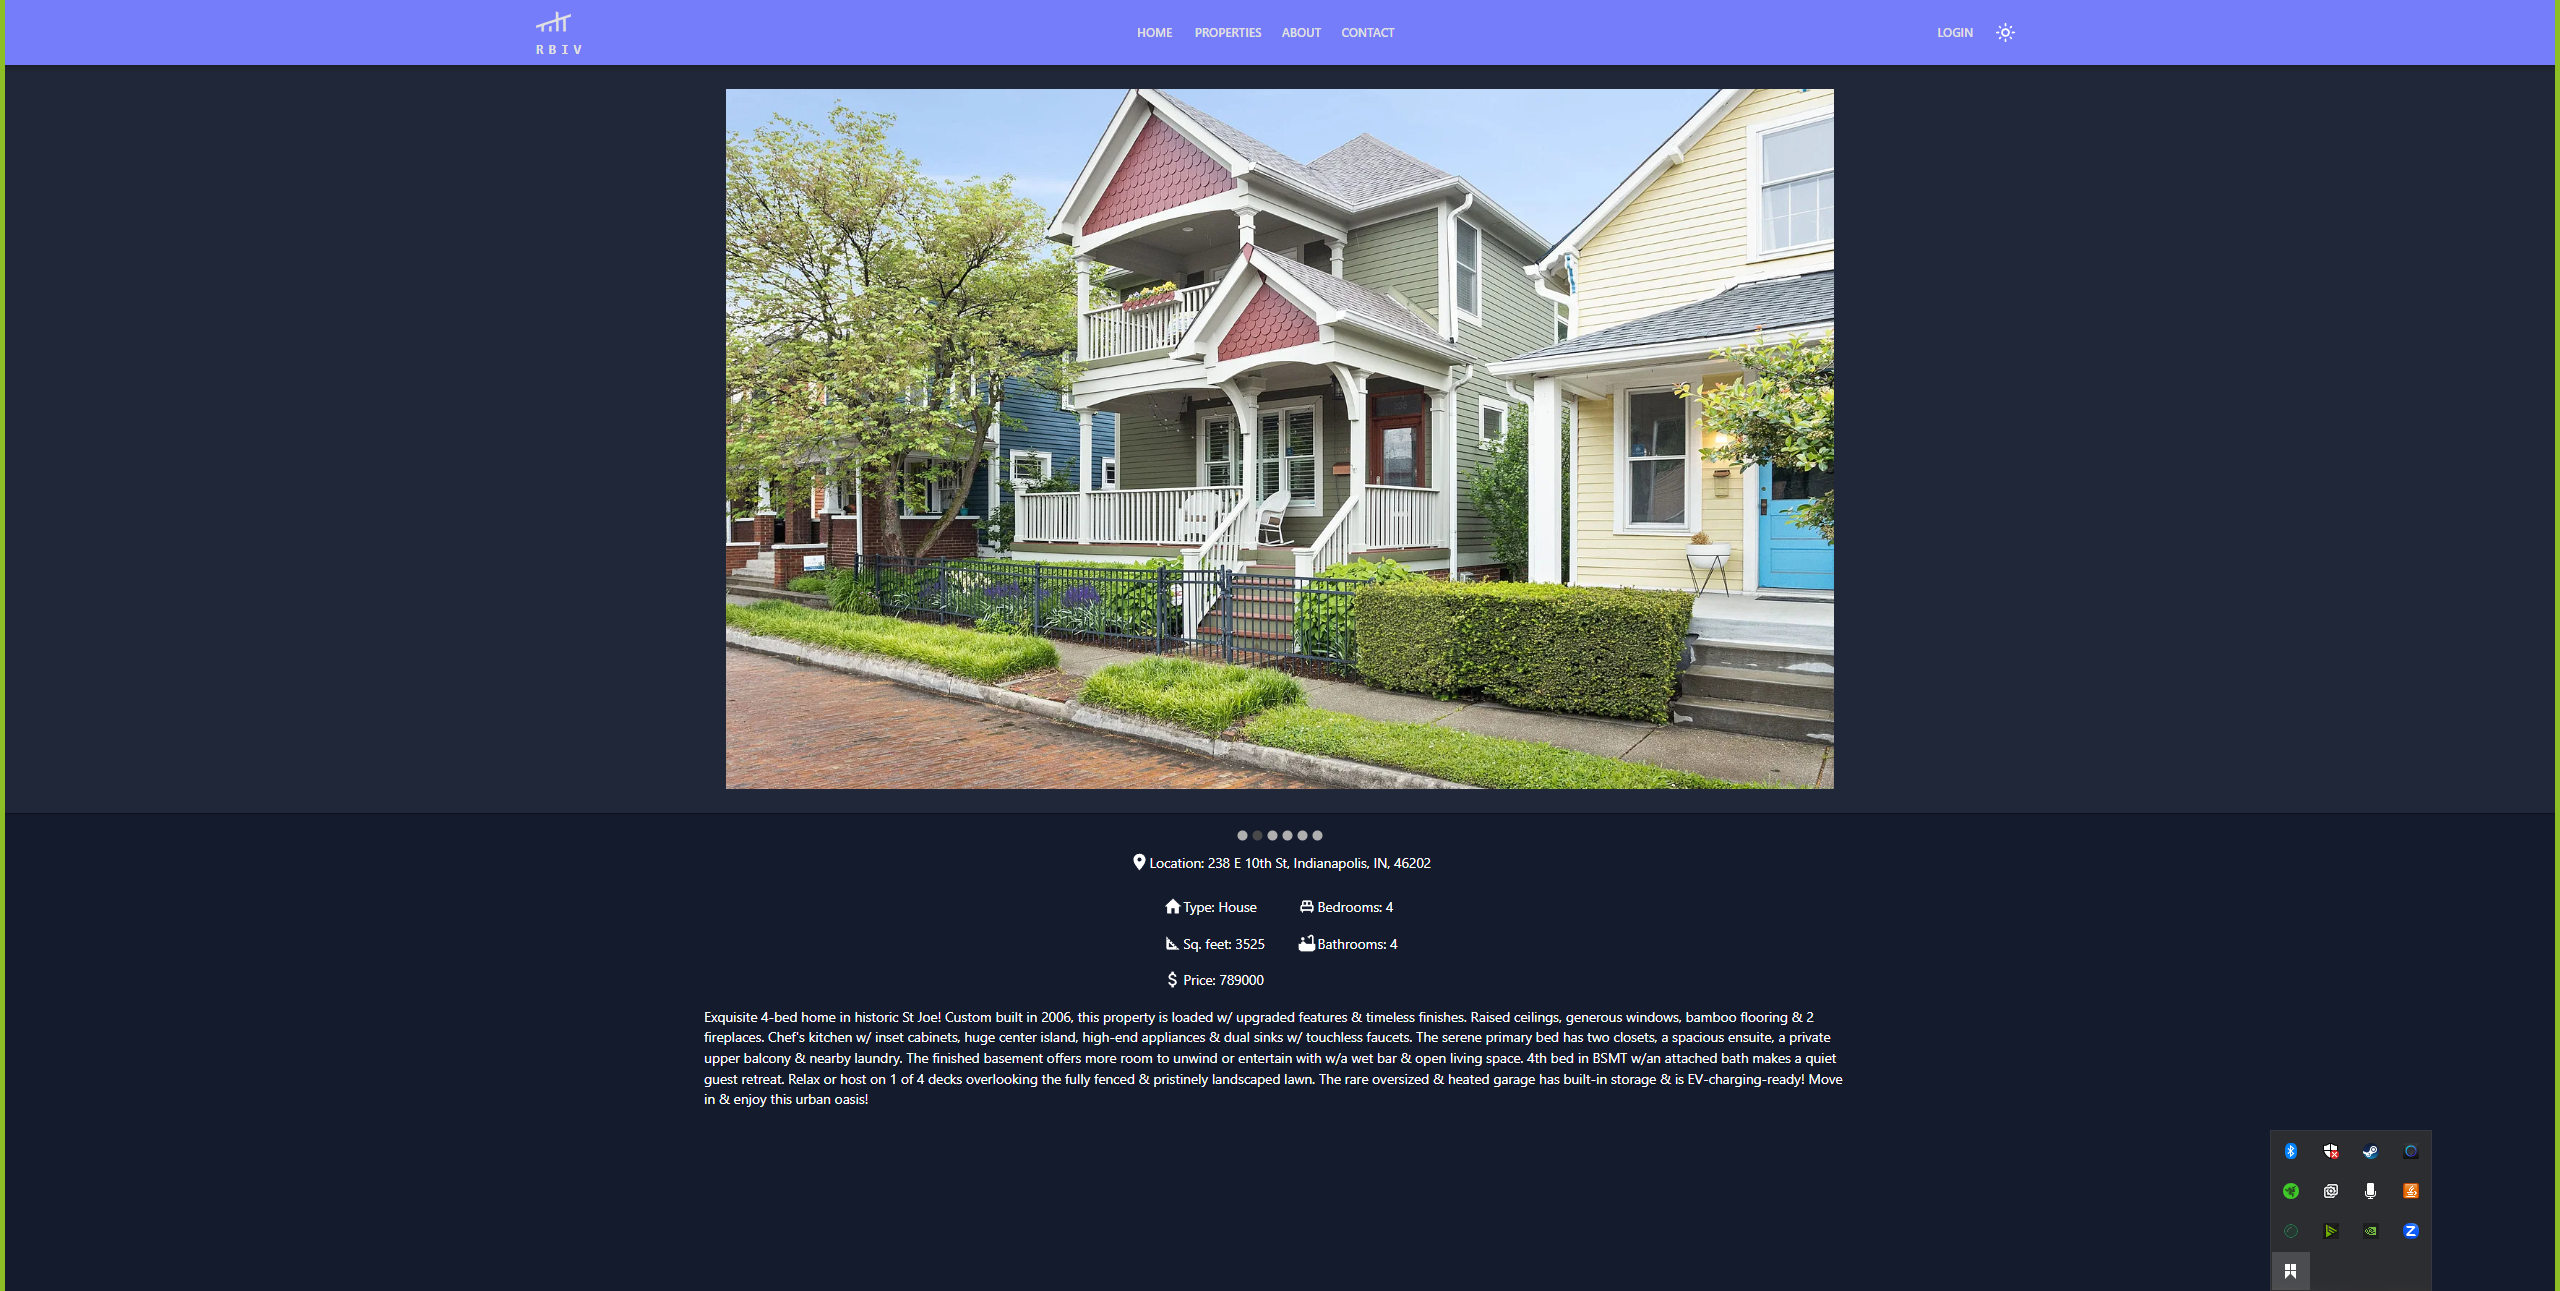 RBIV
HOME PROPERTIES ABOUT CONTACT
LOGIN
Location: 238 E 10th St, Indianapolis, IN, 46202
Type: House
Bedrooms: 4
Sq. feet: 3525
Bathrooms: 4
Price: 789000
Exquisite 4-bed home in historic St Joe! Custom built in 2006, this property is loaded w/ upgraded features & timeless finishes. Raised ceilings, generous windows, bamboo flooring & 2
fireplaces. Chef's kitchen w/ inset cabinets, huge center island, high-end appliances & dual sinks w/ touchless faucets. The serene primary bed has two closets, a spacious ensuite, a private
upper balcony & nearby laundry. The finished basement offers more room to unwind or entertain with w/a wet bar & open living space. 4th bed in BSMT w/an attached bath makes a quiet
guest retreat. Relax or host on 1 of 4 decks overlooking the fully fenced & pristinely landscaped lawn. The rare oversized & heated garage has built-in storage & is EV-charging-ready! Move
in & enjoy this urban oasis!